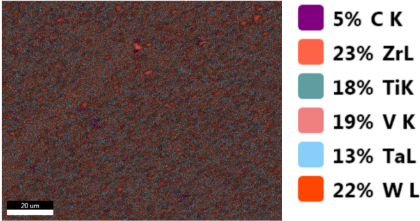 5% C K
23% ZrL
18% TiK
19% V K
13% TaL
22% W L
20 um